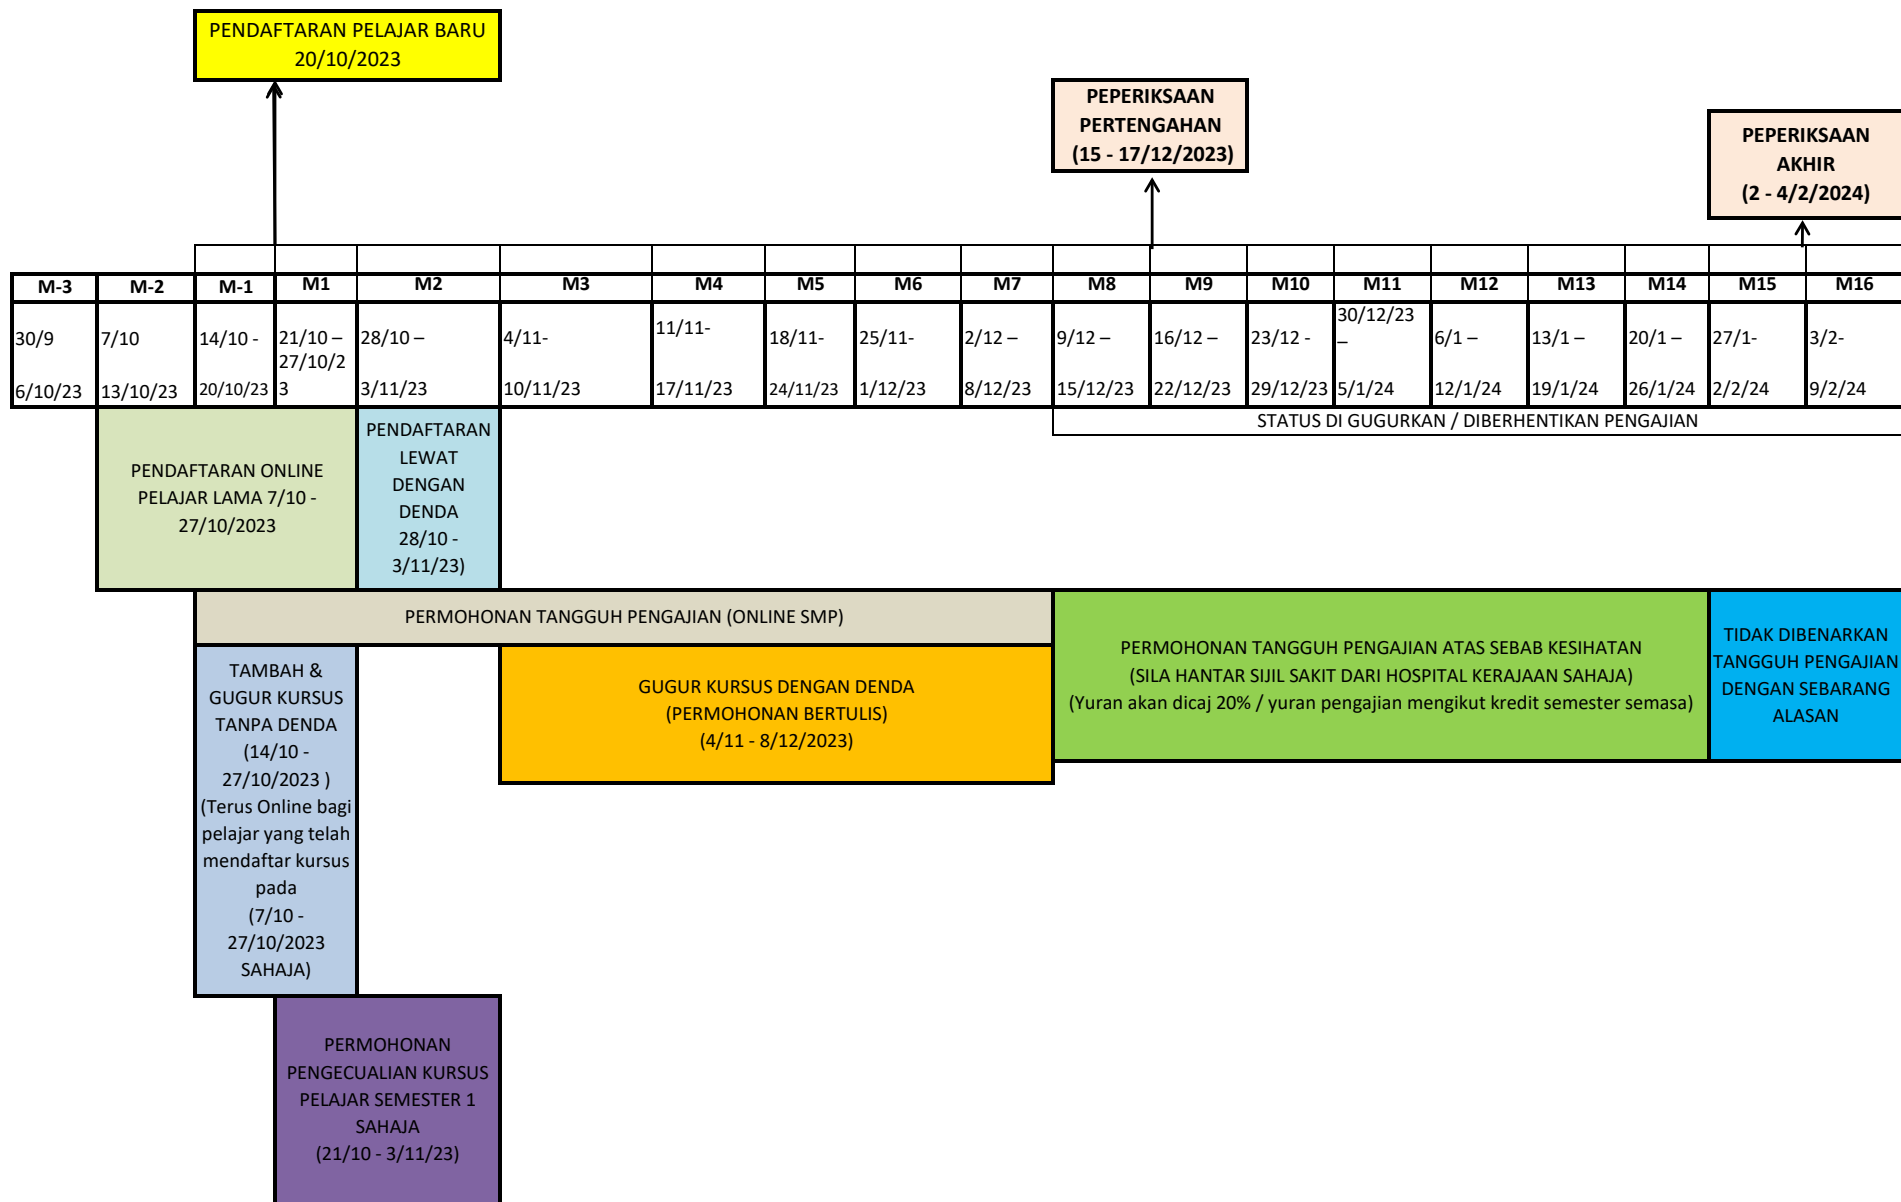 PENDAFTARAN PELAJAR BARU
20/10/2023
PEPERIKSAAN
PERTENGAHAN
(15 - 17/12/2023)
PEPERIKSAAN
AKHIR
(2 - 4/2/2024)
M-3 M-2 M-1 M1 M2 M3 M4 M5 M6 M7 M8 M9 M10 M11 M12 M13 M14 M15 M16
30/9
6/10/23
7/10
13/10/23
14/10 -
20/10/23
21/10 –
27/10/2
3
28/10 –
3/11/23
4/11-
10/11/23
11/11-
17/11/23
18/11-
24/11/23
25/11-
1/12/23
2/12 –
8/12/23
9/12 –
15/12/23
16/12 –
22/12/23
23/12 -
29/12/23
30/12/23
–
5/1/24
6/1 –
12/1/24
13/1 –
19/1/24
20/1 –
26/1/24
27/1-
2/2/24
3/2-
9/2/24
STATUS DI GUGURKAN / DIBERHENTIKAN PENGAJIAN
PENDAFTARAN ONLINE
PELAJAR LAMA 7/10 -
27/10/2023
PENDAFTARAN
LEWAT
DENGAN
DENDA
28/10 -
3/11/23)
PERMOHONAN TANGGUH PENGAJIAN (ONLINE SMP)
PERMOHONAN TANGGUH PENGAJIAN ATAS SEBAB KESIHATAN
(SILA HANTAR SIJIL SAKIT DARI HOSPITAL KERAJAAN SAHAJA)
(Yuran akan dicaj 20% / yuran pengajian mengikut kredit semester semasa)
TIDAK DIBENARKAN
TANGGUH PENGAJIAN
DENGAN SEBARANG
ALASAN
TAMBAH &
GUGUR KURSUS
TANPA DENDA
(14/10 -
27/10/2023 )
(Terus Online bagi
pelajar yang telah
mendaftar kursus
pada
(7/10 -
27/10/2023
SAHAJA)
GUGUR KURSUS DENGAN DENDA
(PERMOHONAN BERTULIS)
(4/11 - 8/12/2023)
PERMOHONAN
PENGECUALIAN KURSUS
PELAJAR SEMESTER 1
SAHAJA
(21/10 - 3/11/23)